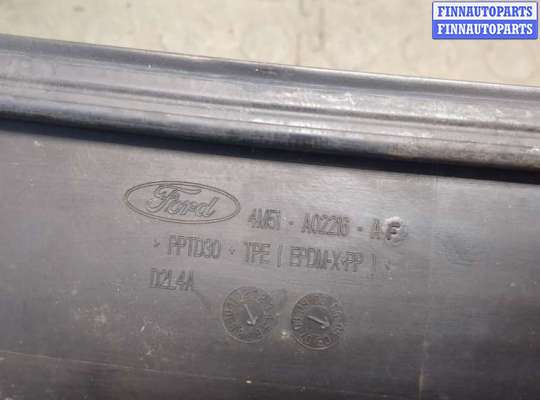 FINNAUTOPARTS
FINNAUTOPARTS
Ford
4M51 - A02216 - AF
> PPTD30 + TPE ( EPDM-X+PP ) <
D2L4A